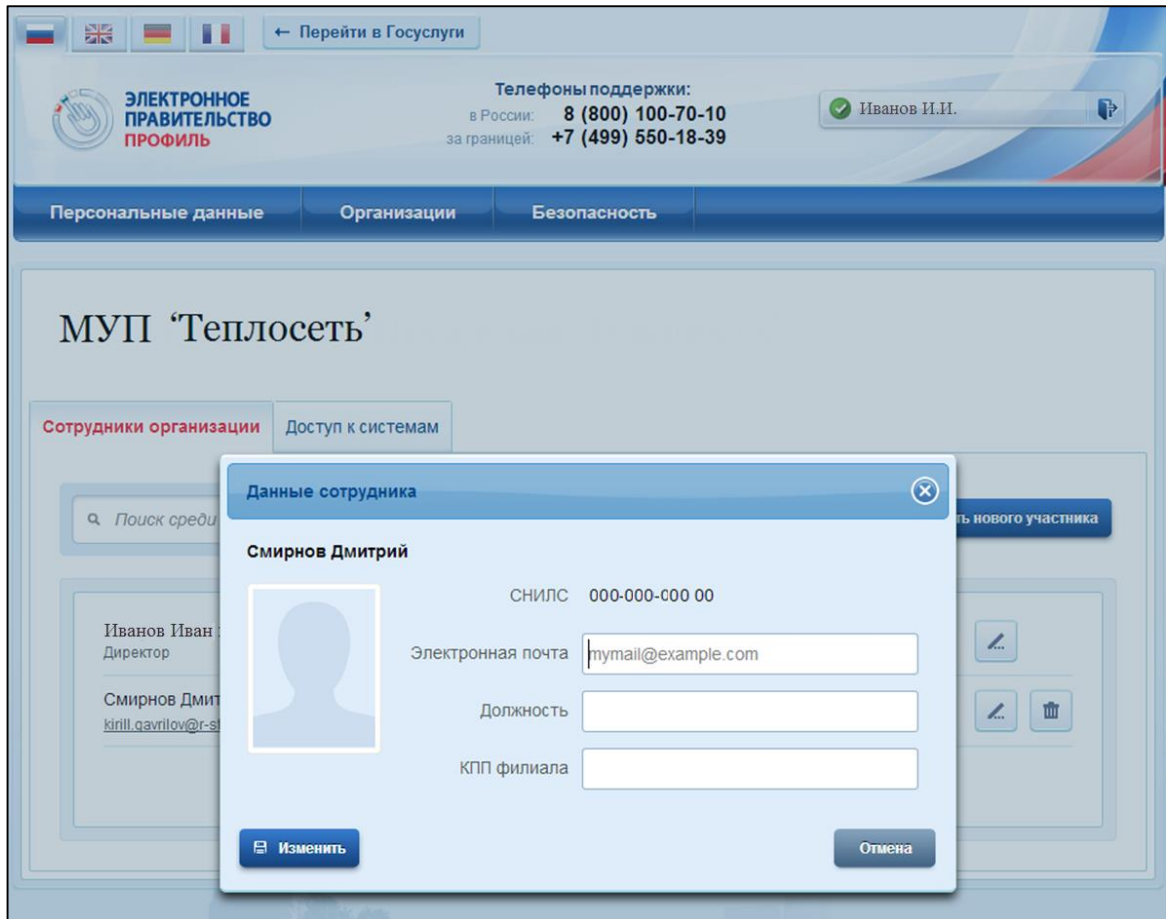 ← Перейти в Госуслуги
ЭЛЕКТРОННОЕ
ПРАВИТЕЛЬСТВО
ПРОФИЛЬ
Телефоны поддержки:
в России: 8 (800) 100-70-10
за границей: +7 (499) 550-18-39
Иванов И.И.
Персональные данные Организации Безопасность
МУП ‘Теплосеть’
Сотрудники организации Доступ к системам
Поиск среди
нового участника
Данные сотрудника
Смирнов Дмитрий
СНИЛС 000-000-000 00
Электронная почта mymail@example.com
Должность
КПП филиала
Изменить Отмена
Иванов Иван
Директор
Смирнов Дмит
kirill.gavrilov@r-st